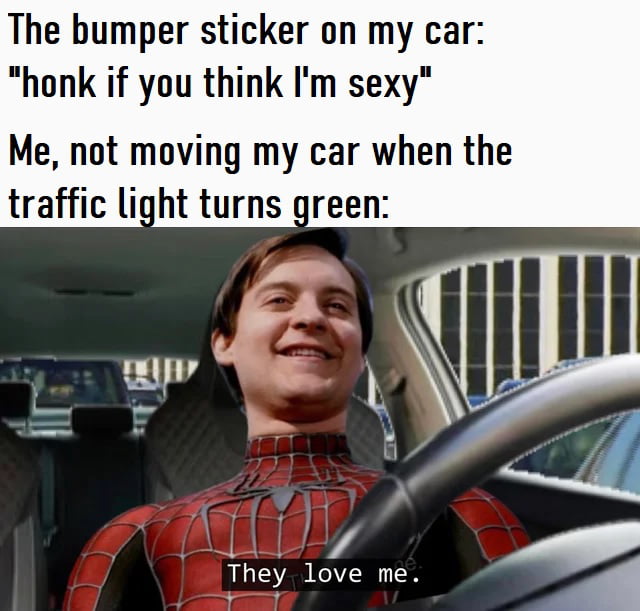 The bumper sticker on my car:
"honk if you think I'm sexy"
Me, not moving my car when the
traffic light turns green:
They love me.